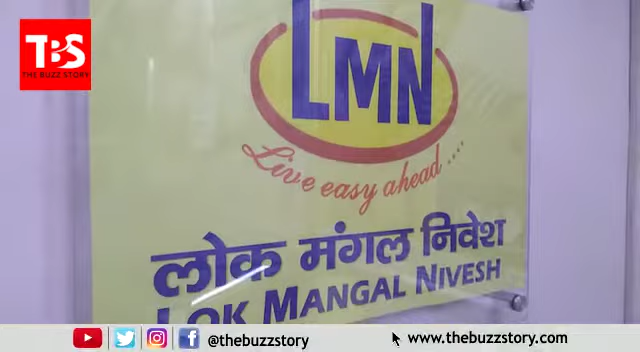 TBS
THE BUZZ STORY
LMN
Live easy ahead ....
लोक मंगल निवेश
LOK MANGAL NIVESH
@thebuzzstory
www.thebuzzstory.com